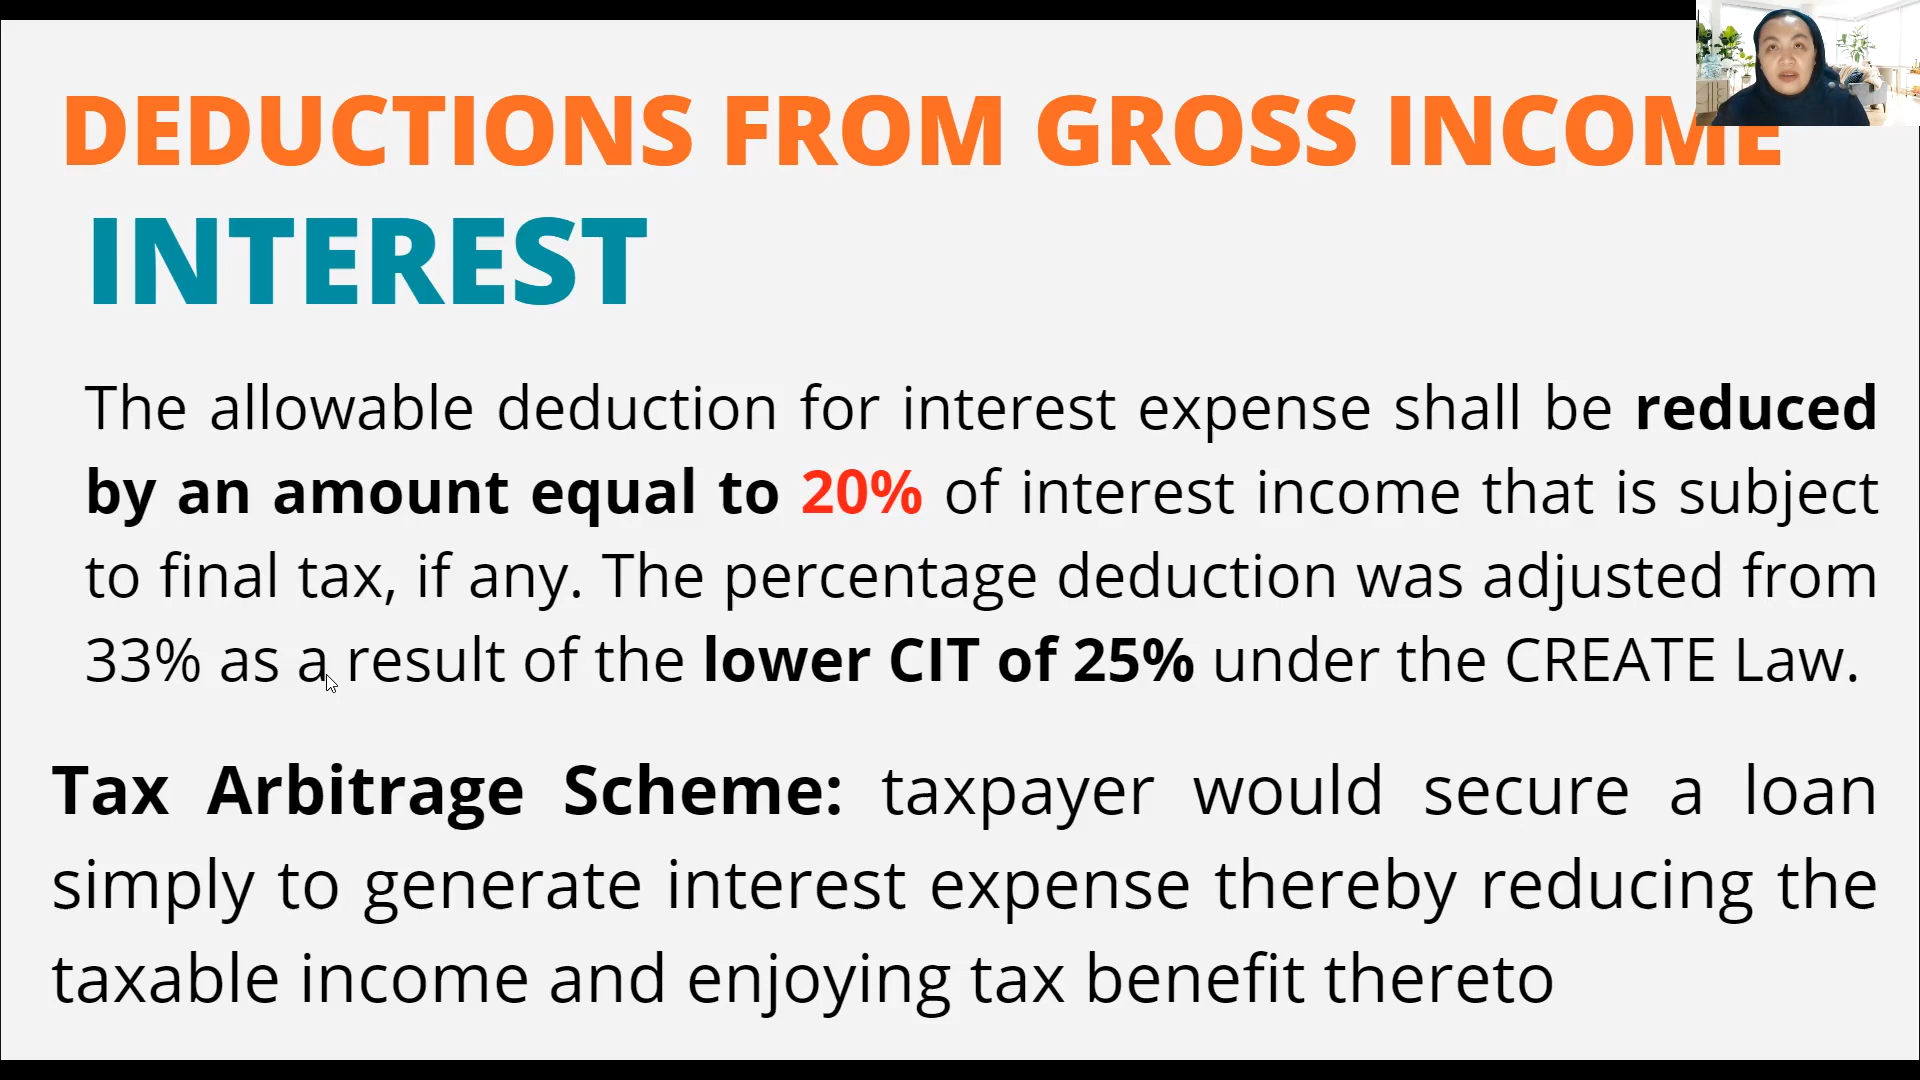 DEDUCTIONS FROM GROSS INCOME
INTEREST
The allowable deduction for interest expense shall be reduced
by an amount equal to 20% of interest income that is subject
to final tax, if any. The percentage deduction was adjusted from
33% as a result of the lower CIT of 25% under the CREATE Law.
Tax Arbitrage Scheme: taxpayer would secure a loan
simply to generate interest expense thereby reducing the
taxable income and enjoying tax benefit thereto